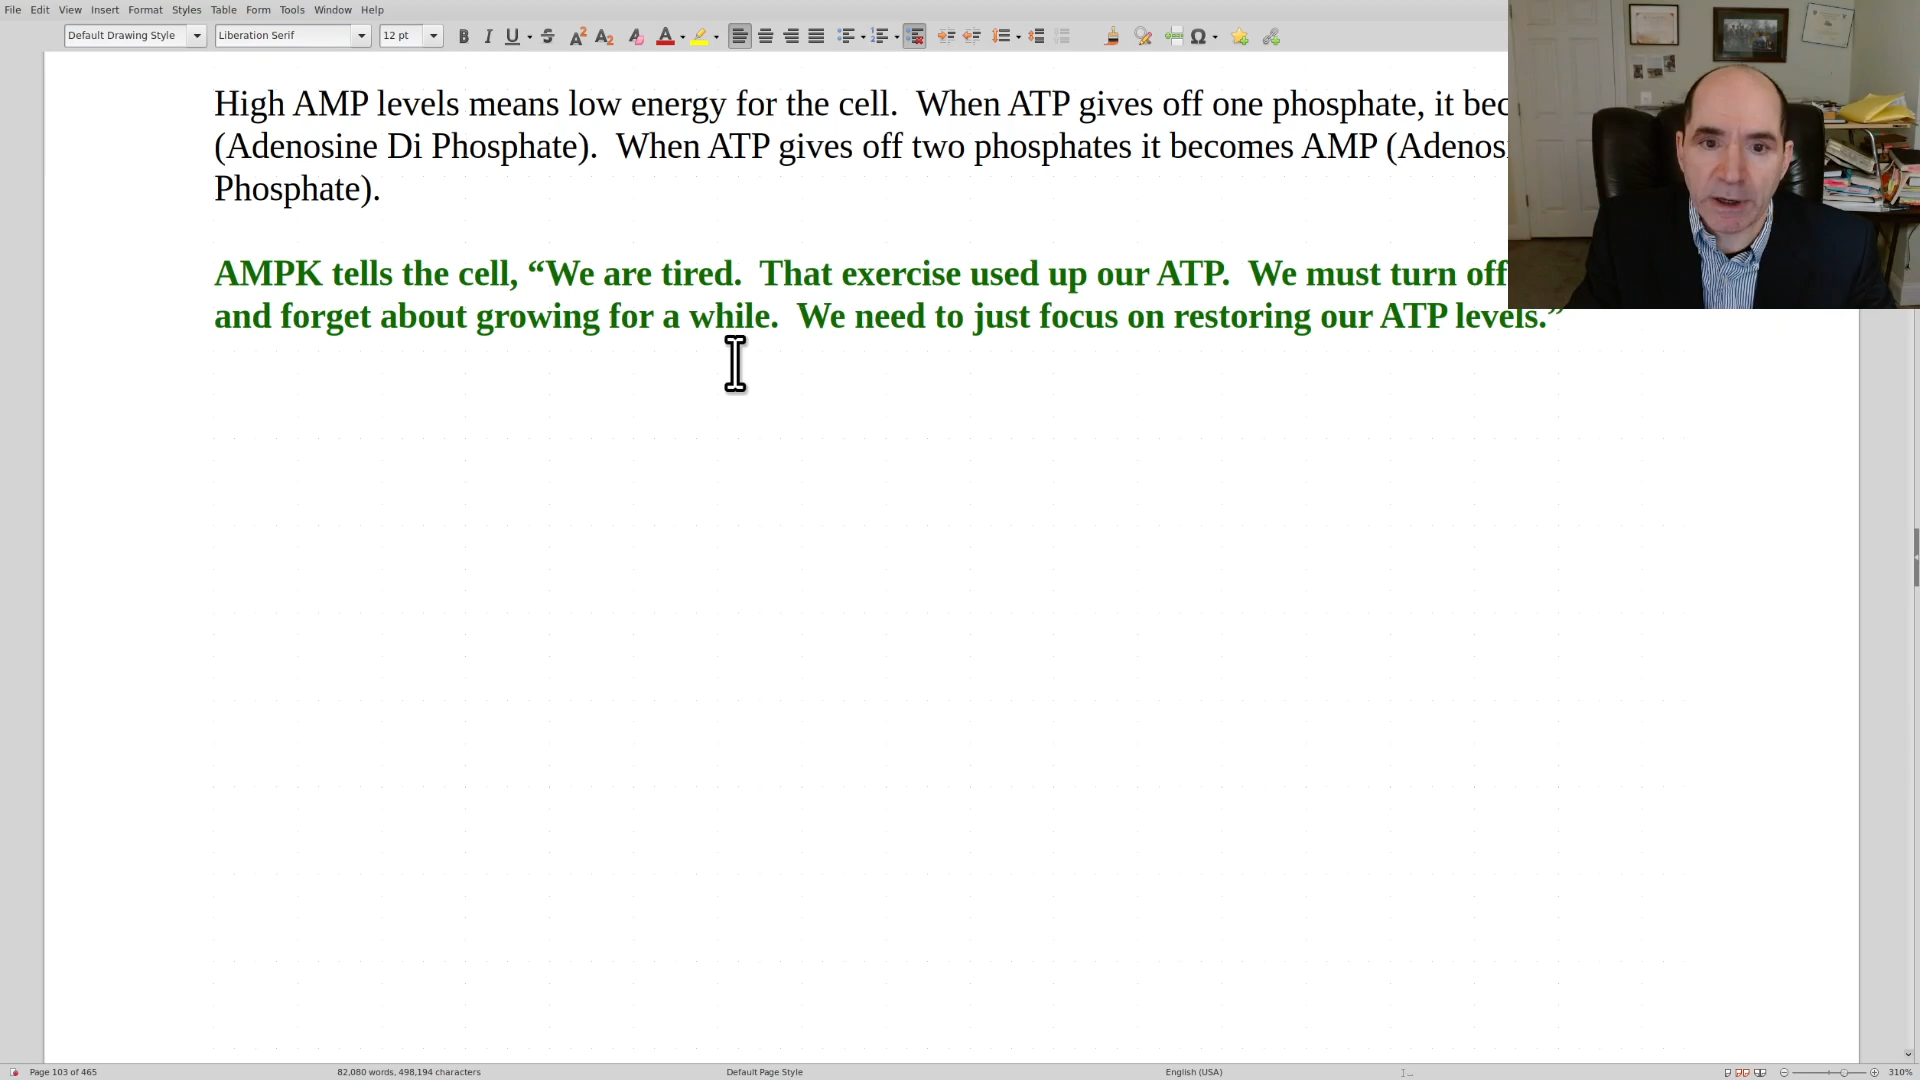 File Edit View Insert Format Styles Table Form Tools Window Help
Default Drawing Style Liberation Serif 12 pt
High AMP levels means low energy for the cell.  When ATP gives off one phosphate, it bec
(Adenosine Di Phosphate).  When ATP gives off two phosphates it becomes AMP (Adenosi
Phosphate).
AMPK tells the cell, “We are tired.  That exercise used up our ATP.  We must turn off
and forget about growing for a while.  We need to just focus on restoring our ATP levels.”
Page 103 of 465 82,080 words, 498,194 characters Default Page Style English (USA) 310%